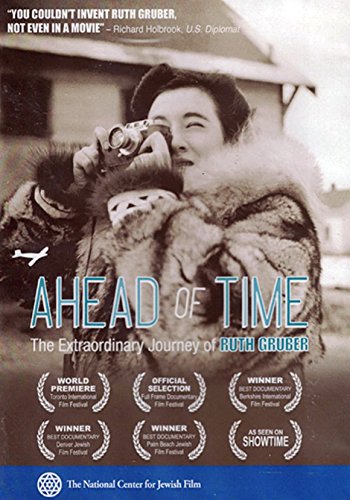 "YOU COULDN'T INVENT RUTH GRUBER,
NOT EVEN IN A MOVIE" – Richard Holbrook, U.S. Diplomat
AHEAD OF TIME
The Extraordinary Journey of RUTH GRUBER
WORLD
PREMIERE
Toronto International
Film Festival
OFFICIAL
SELECTION
Full Frame Documentary
Film Festival
WINNER
BEST DOCUMENTARY
Berkshire International
Film Festival
WINNER
BEST DOCUMENTARY
Denver Jewish
Film Festival
WINNER
BEST DOCUMENTARY
Palm Beach Jewish
Film Festival
AS SEEN ON
SHOWTIME
The National Center for Jewish Film